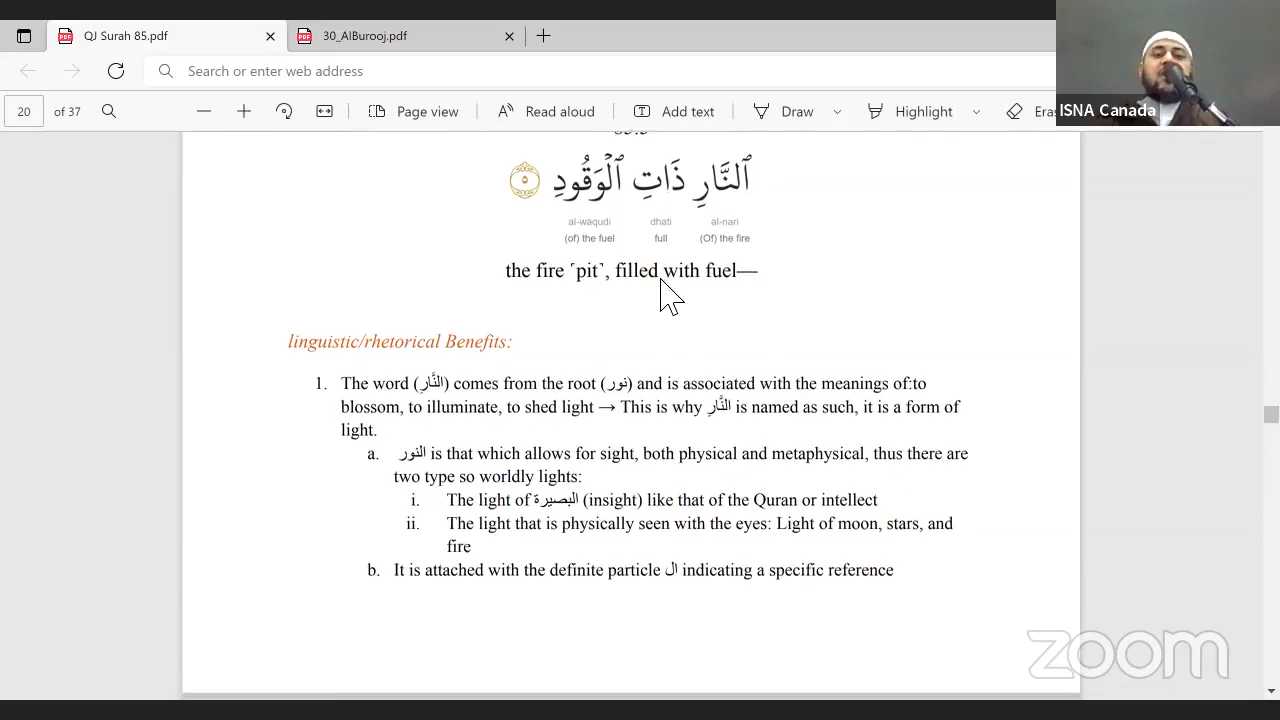 QJ Surah 85.pdf
30_AlBurooj.pdf
Search or enter web address
20 of 37
Page view
Read aloud
Add text
Draw
Highlight
ISNA Canada
ٱلنَّارِ ذَاتِ ٱلْوَقُودِ ٥
al-waqudi dhati al-nari
(of) the fuel full (Of) the fire
the fire ˹pit˺, filled with fuel—
linguistic/rhetorical Benefits:
1. The word (النَّارِ) comes from the root (نور) and is associated with the meanings of:to
blossom, to illuminate, to shed light → This is why النَّارِ is named as such, it is a form of
light.
a. النور is that which allows for sight, both physical and metaphysical, thus there are
two type so worldly lights:
i. The light of البصيرة (insight) like that of the Quran or intellect
ii. The light that is physically seen with the eyes: Light of moon, stars, and
fire
b. It is attached with the definite particle ال indicating a specific reference
zoom